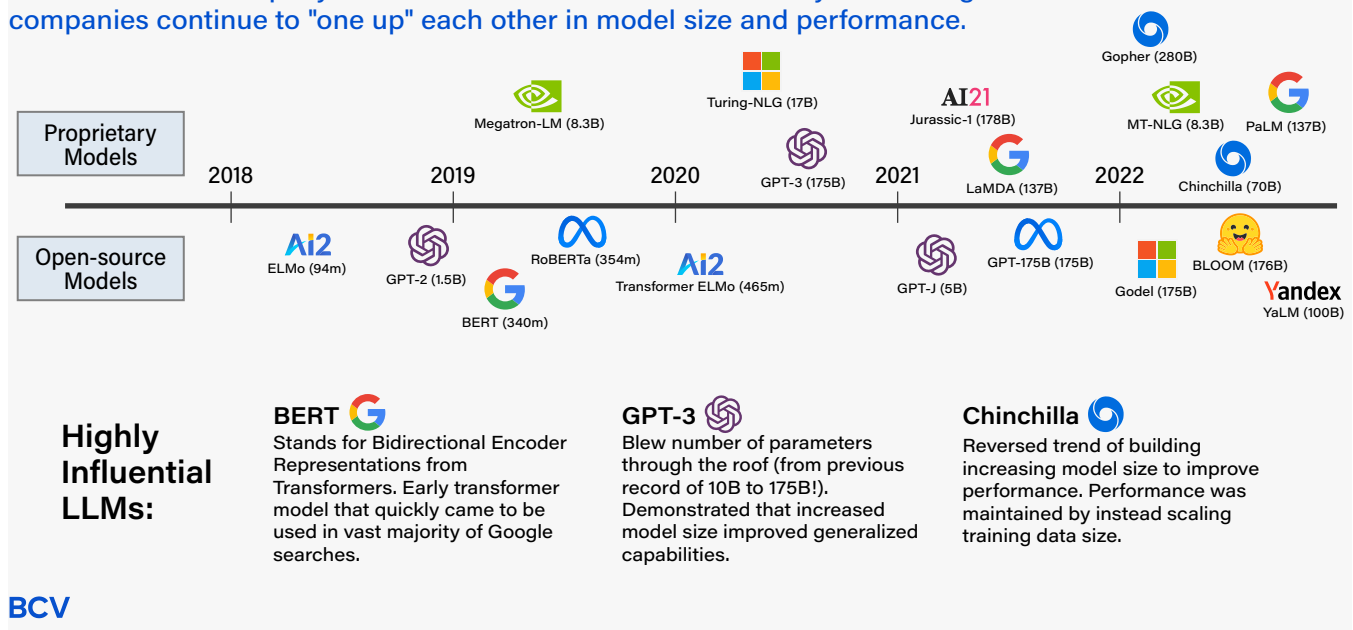 companies continue to "one up" each other in model size and performance.
Gopher (280B)
Turing-NLG (17B)
Megatron-LM (8.3B)
AI21
Jurassic-1 (178B)
MT-NLG (8.3B)
PaLM (137B)
Proprietary
Models
GPT-3 (175B)
LaMDA (137B)
Chinchilla (70B)
2018
2019
2020
2021
2022
Open-source
Models
Ai2
ELMo (94m)
GPT-2 (1.5B)
BERT (340m)
RoBERTa (354m)
Ai2
Transformer ELMo (465m)
GPT-J (5B)
GPT-175B (175B)
Godel (175B)
BLOOM (176B)
Yandex
YaLM (100B)
Highly
Influential
LLMs:
BERT
Stands for Bidirectional Encoder
Representations from
Transformers. Early transformer
model that quickly came to be
used in vast majority of Google
searches.
GPT-3
Blew number of parameters
through the roof (from previous
record of 10B to 175B!).
Demonstrated that increased
model size improved generalized
capabilities.
Chinchilla
Reversed trend of building
increasing model size to improve
performance. Performance was
maintained by instead scaling
training data size.
BCV